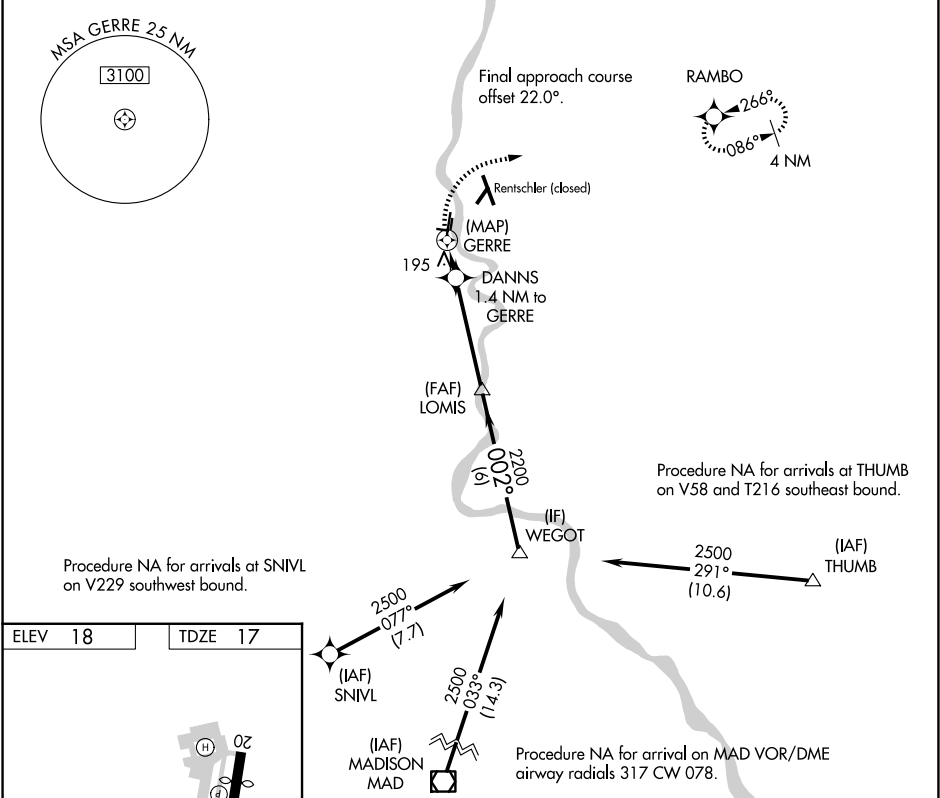 MSA GERRE 25 NM
3100
Final approach course
offset 22.0°.
RAMBO
266°
086°
4 NM
Rentschler (closed)
(MAP)
GERRE
195
DANNS
1.4 NM to
GERRE
(FAF)
LOMIS
2200
002°
(6)
Procedure NA for arrivals at THUMB
on V58 and T216 southeast bound.
(IF)
WEGOT
(IAF)
THUMB
2500
291°
(10.6)
Procedure NA for arrivals at SNIVL
on V229 southwest bound.
2500
077°
(7.7)
(IAF)
SNIVL
ELEV 18
TDZE 17
2500
033°
(14.3)
(IAF)
MADISON
MAD
Procedure NA for arrival on MAD VOR/DME
airway radials 317 CW 078.
H
20
P